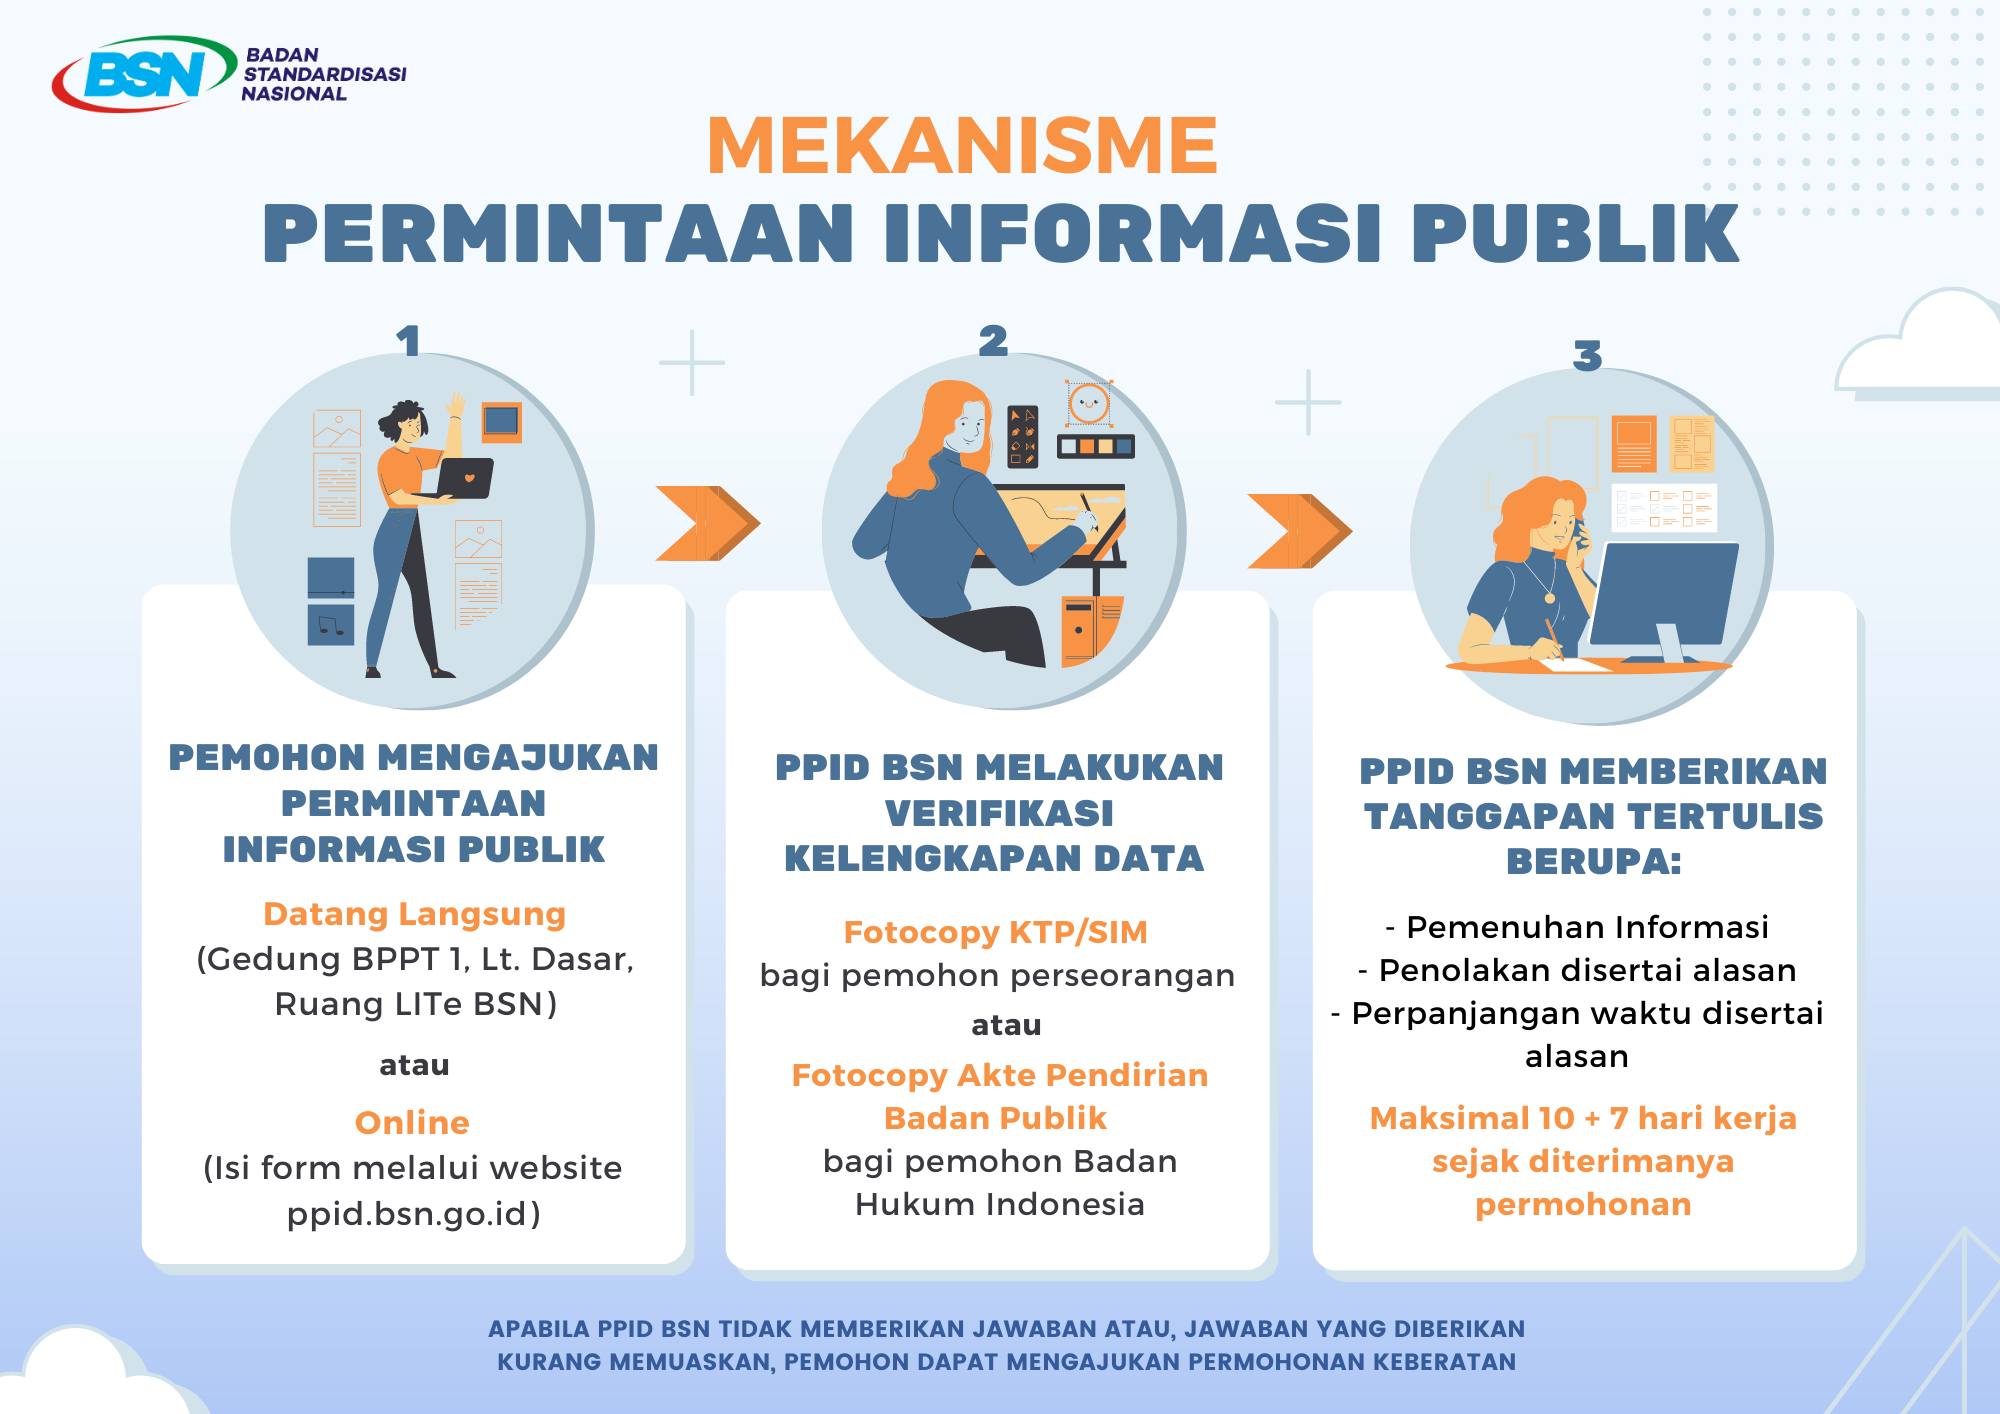 BSN
BADAN
STANDARDISASI
NASIONAL
MEKANISME
PERMINTAAN INFORMASI PUBLIK
1
PEMOHON MENGAJUKAN
PERMINTAAN
INFORMASI PUBLIK
Datang Langsung
(Gedung BPPT 1, Lt. Dasar,
Ruang LITe BSN)
atau
Online
(Isi form melalui website
ppid.bsn.go.id)
2
PPID BSN MELAKUKAN
VERIFIKASI
KELENGKAPAN DATA
Fotocopy KTP/SIM
bagi pemohon perseorangan
atau
Fotocopy Akte Pendirian
Badan Publik
bagi pemohon Badan
Hukum Indonesia
3
PPID BSN MEMBERIKAN
TANGGAPAN TERTULIS
BERUPA:
- Pemenuhan Informasi
- Penolakan disertai alasan
- Perpanjangan waktu disertai
alasan
Maksimal 10 + 7 hari kerja
sejak diterimanya
permohonan
APABILA PPID BSN TIDAK MEMBERIKAN JAWABAN ATAU, JAWABAN YANG DIBERIKAN
KURANG MEMUASKAN, PEMOHON DAPAT MENGAJUKAN PERMOHONAN KEBERATAN